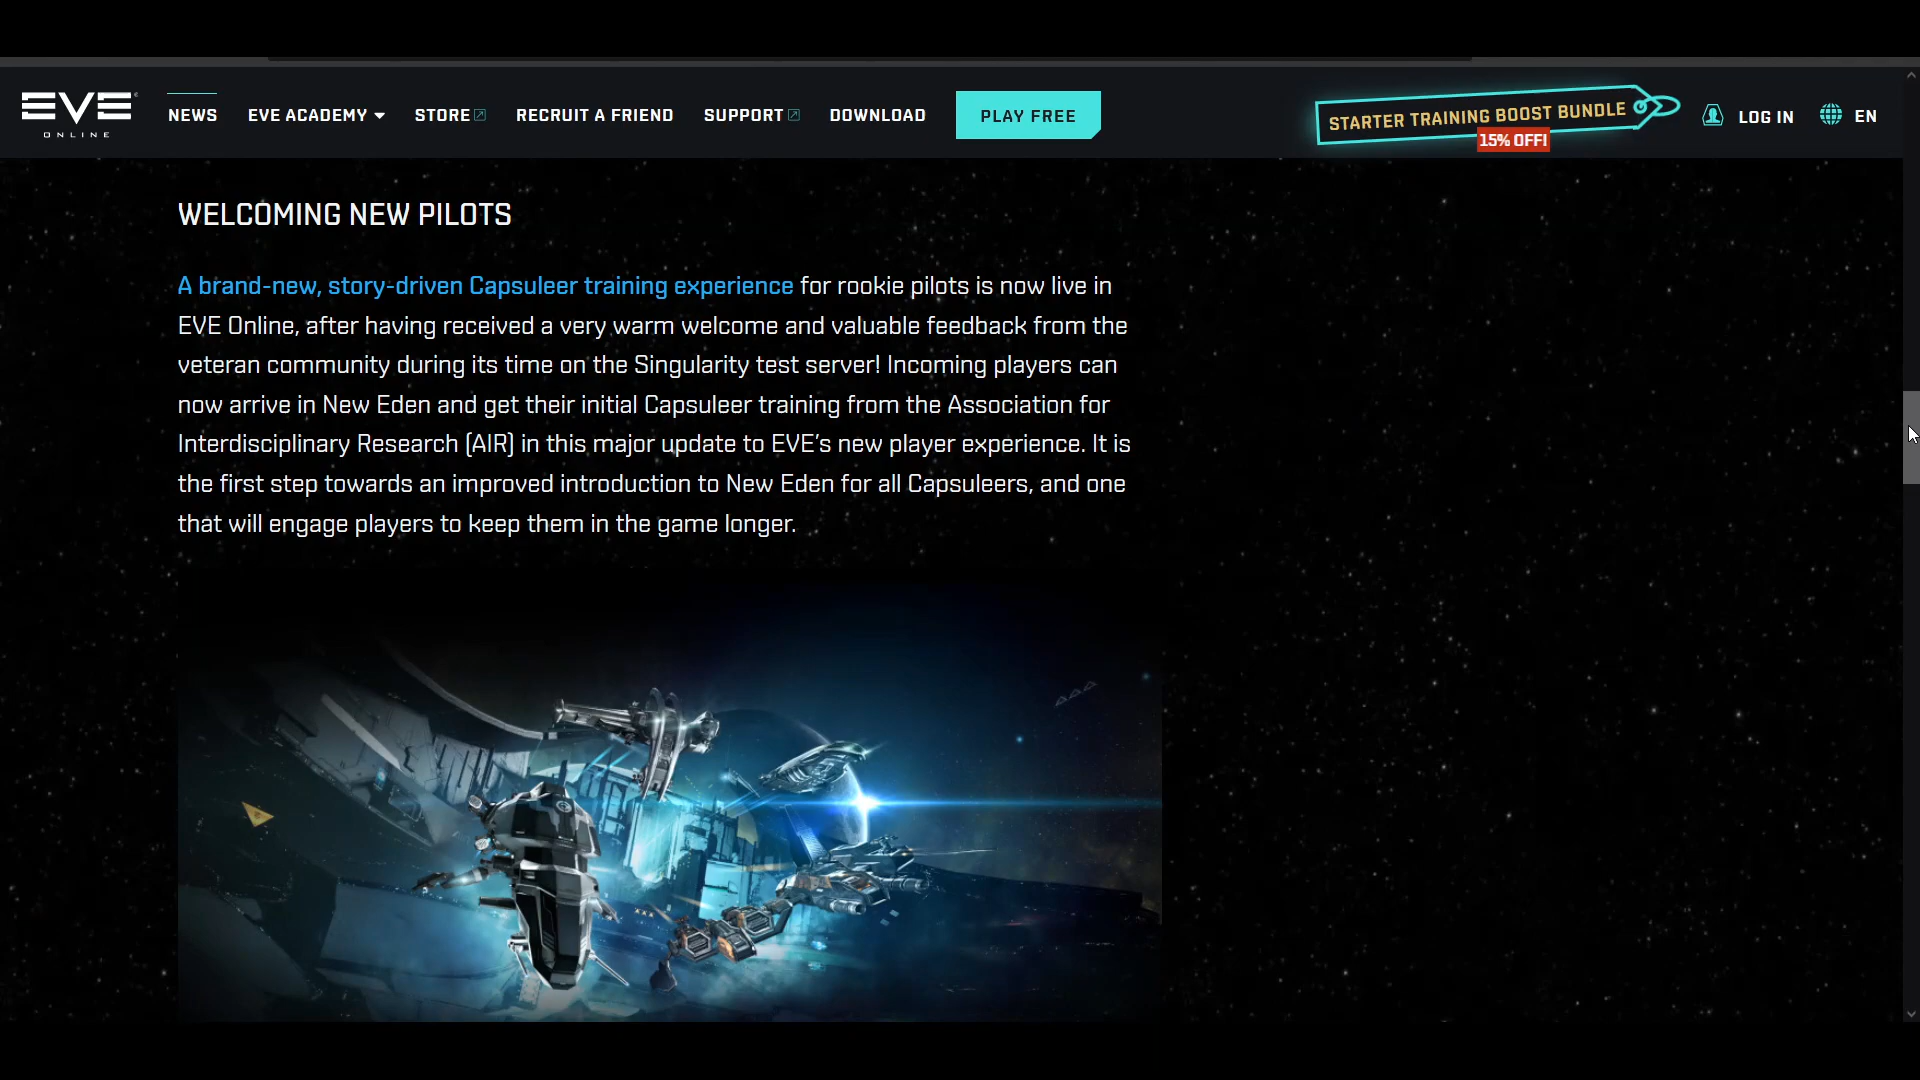 EVE
ONLINE
NEWS
EVE ACADEMY
STORE
RECRUIT A FRIEND
SUPPORT
DOWNLOAD
PLAY FREE
STARTER TRAINING BOOST BUNDLE
15% OFF!
LOG IN
EN
WELCOMING NEW PILOTS
A brand-new, story-driven Capsuleer training experience for rookie pilots is now live in
EVE Online, after having received a very warm welcome and valuable feedback from the
veteran community during its time on the Singularity test server! Incoming players can
now arrive in New Eden and get their initial Capsuleer training from the Association for
Interdisciplinary Research (AIR) in this major update to EVE’s new player experience. It is
the first step towards an improved introduction to New Eden for all Capsuleers, and one
that will engage players to keep them in the game longer.